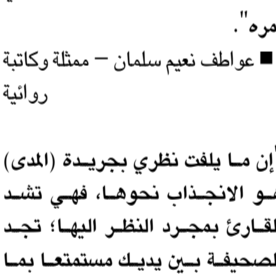 مره".
■ عواطف نعيم سلمان – ممثلة وكاتبة
روائية
إن ما يلفت نظري بجريدة (المدى)
هو الانجذاب نحوها، فهي تشد
القارئ بمجرد النظر اليها؛ تجد
الصحيفة بين يديك مستمتعا بما